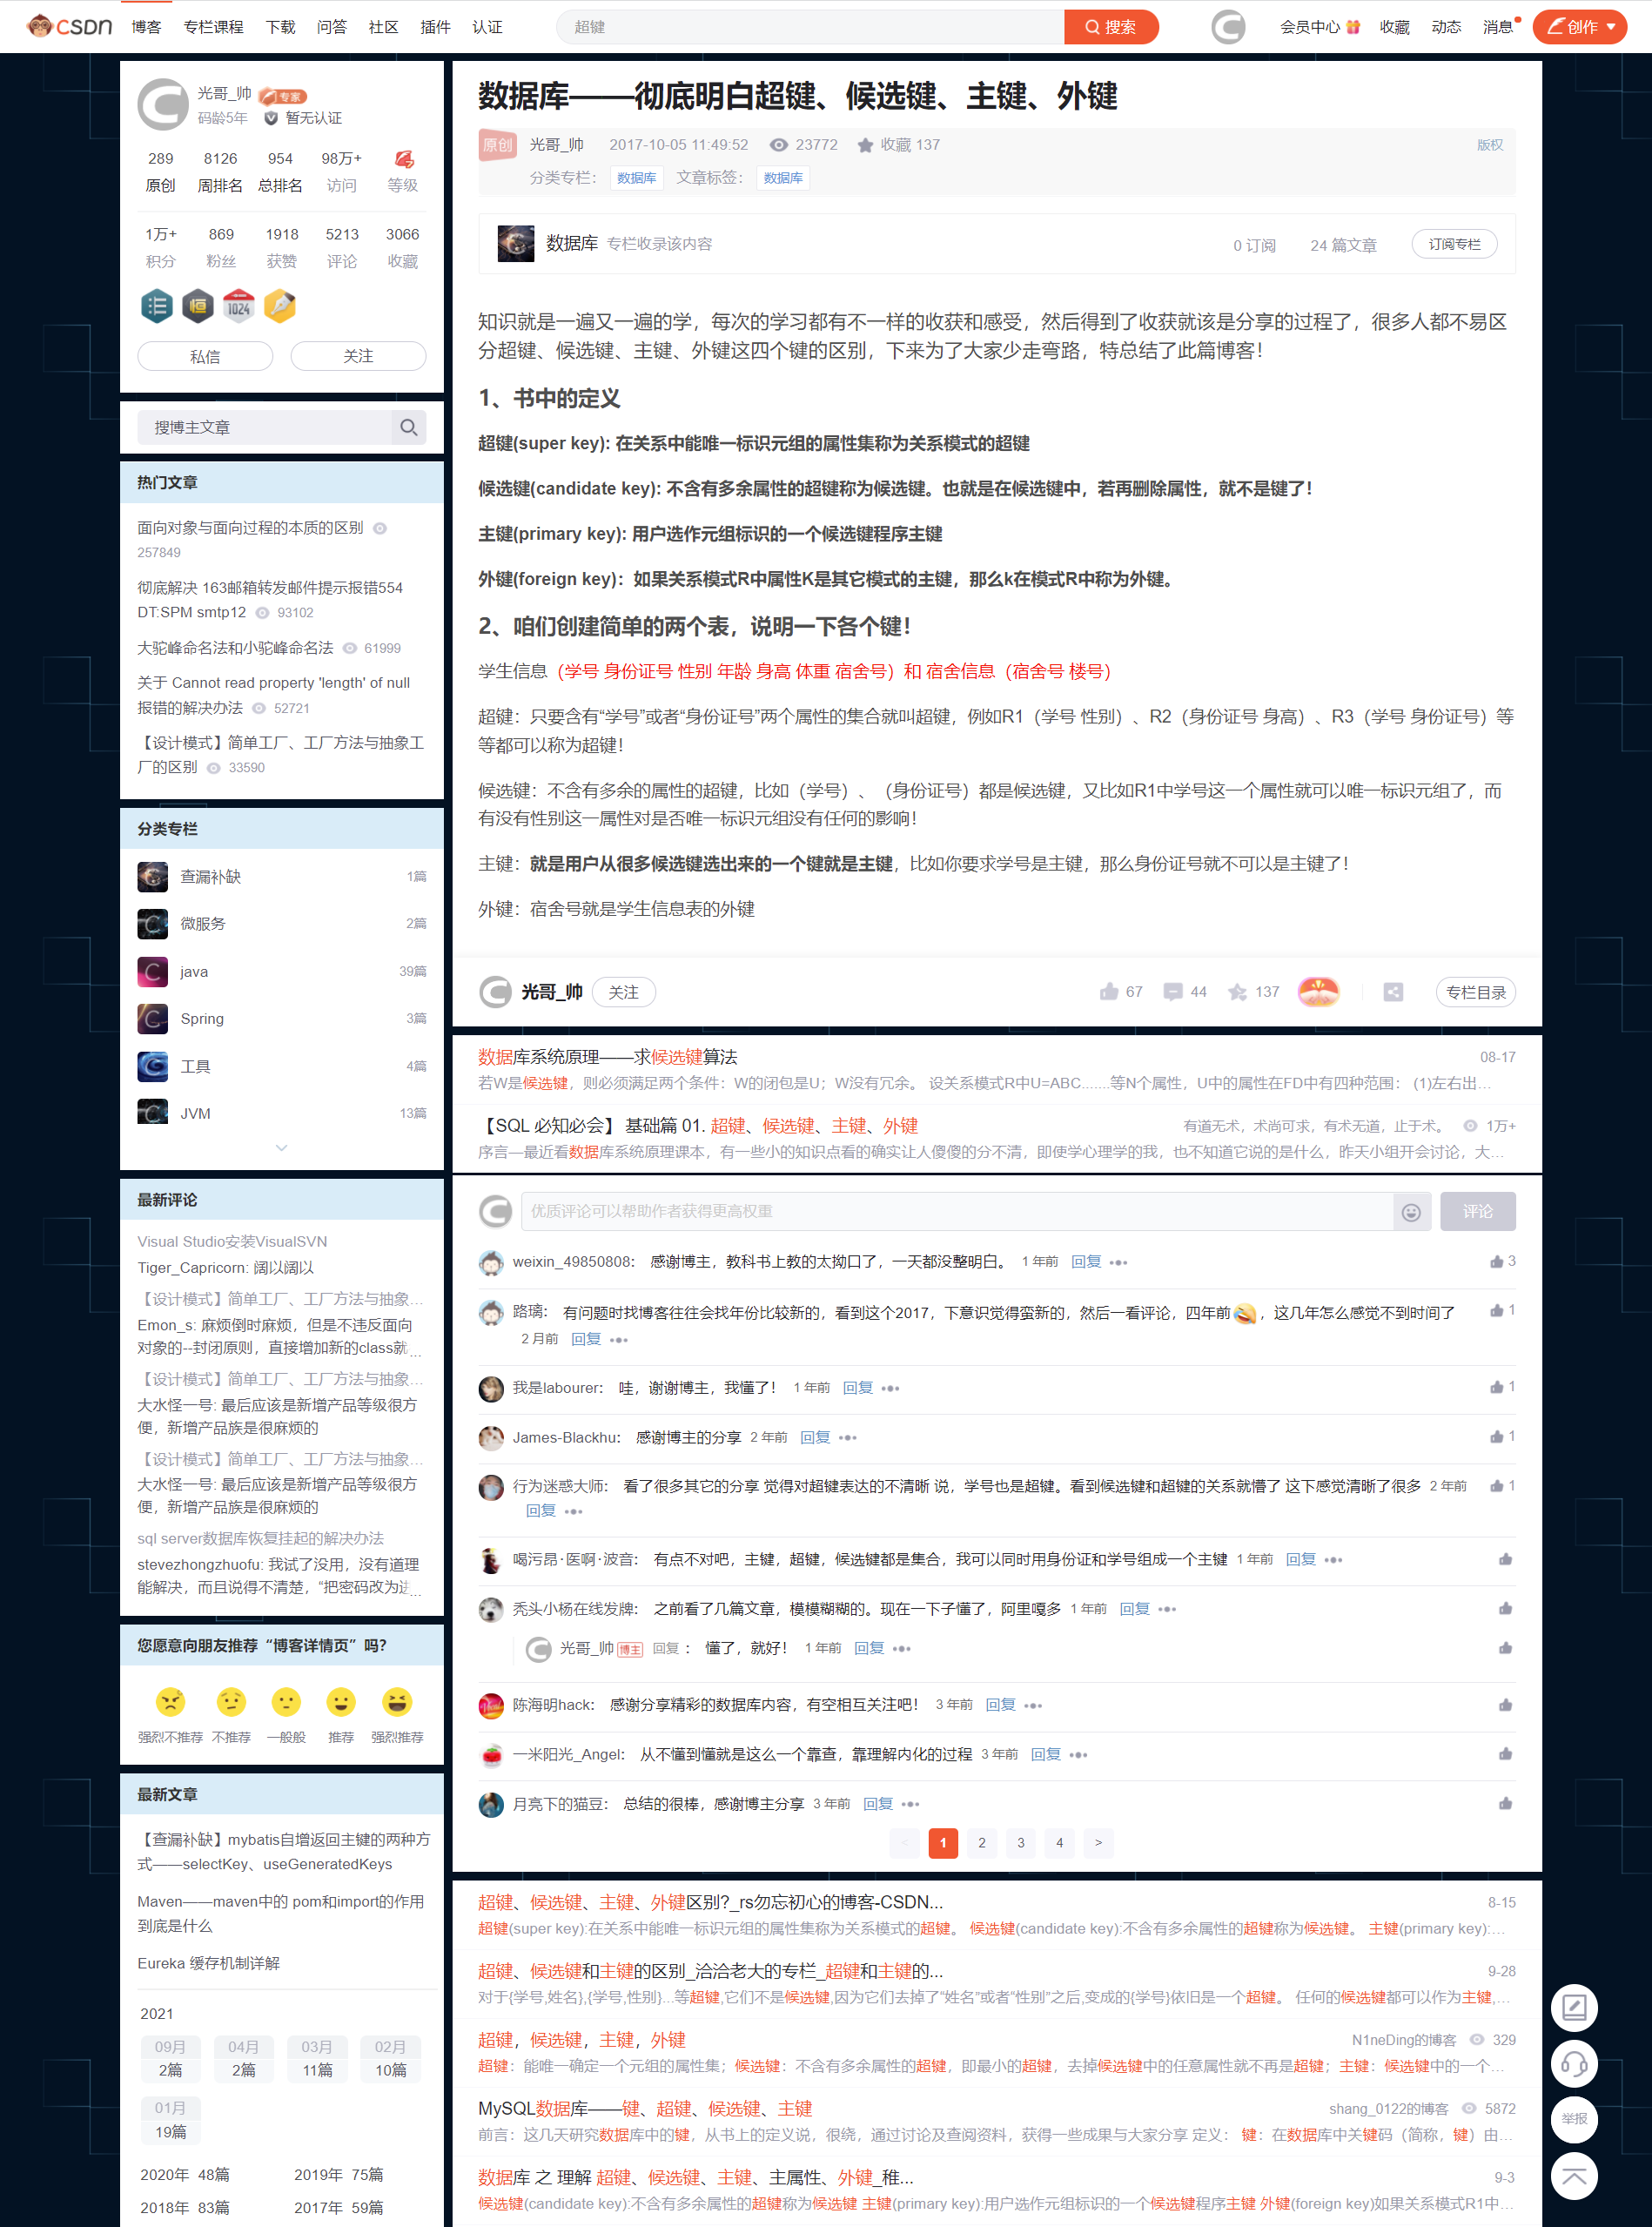 CSDN 博客 专栏课程 下载 问答 社区 插件 认证 超键 搜索 会员中心 收藏 动态 消息 创作
光哥_帅 专家
码龄5年 暂无认证
289 8126 954 98万+
原创 周排名 总排名 访问 等级
1万+ 869 1918 5213 3066
积分 粉丝 获赞 评论 收藏
1024
私信 关注
搜博主文章
热门文章
面向对象与面向过程的本质的区别
257849
彻底解决 163邮箱转发邮件提示报错554
DT:SPM smtp12 93102
大驼峰命名法和小驼峰命名法 61999
关于 Cannot read property 'length' of null
报错的解决办法 52721
【设计模式】简单工厂、工厂方法与抽象工
厂的区别 33590
分类专栏
查漏补缺 1篇
微服务 2篇
java 39篇
Spring 3篇
工具 4篇
JVM 13篇
最新评论
Visual Studio安装VisualSVN
Tiger_Capricorn: 阔以阔以
【设计模式】简单工厂、工厂方法与抽象…
Emon_s: 麻烦倒时麻烦，但是不违反面向
对象的--封闭原则，直接增加新的class就...
【设计模式】简单工厂、工厂方法与抽象…
大水怪一号: 最后应该是新增产品等级很方
便，新增产品族是很麻烦的
【设计模式】简单工厂、工厂方法与抽象…
大水怪一号: 最后应该是新增产品等级很方
便，新增产品族是很麻烦的
sql server数据库恢复挂起的解决办法
stevezhongzhuofu: 我试了没用，没有道理
能解决，而且说得不清楚，“把密码改为进...
您愿意向朋友推荐“博客详情页”吗？
强烈不推荐 不推荐 一般般 推荐 强烈推荐
最新文章
【查漏补缺】mybatis自增返回主键的两种方
式——selectKey、useGeneratedKeys
Maven——maven中的 pom和import的作用
到底是什么
Eureka 缓存机制详解
2021
09月 04月 03月 02月
2篇 2篇 11篇 10篇
01月
19篇
2020年 48篇 2019年 75篇
2018年 83篇 2017年 59篇
数据库——彻底明白超键、候选键、主键、外键
原创 光哥_帅 2017-10-05 11:49:52 23772 收藏 137 版权
分类专栏： 数据库 文章标签： 数据库
数据库 专栏收录该内容 0 订阅 24 篇文章 订阅专栏
知识就是一遍又一遍的学，每次的学习都有不一样的收获和感受，然后得到了收获就该是分享的过程了，很多人都不易区
分超键、候选键、主键、外键这四个键的区别，下来为了大家少走弯路，特总结了此篇博客！
1、书中的定义
超键(super key): 在关系中能唯一标识元组的属性集称为关系模式的超键
候选键(candidate key): 不含有多余属性的超键称为候选键。也就是在候选键中，若再删除属性，就不是键了！
主键(primary key): 用户选作元组标识的一个候选键程序主键
外键(foreign key)：如果关系模式R中属性K是其它模式的主键，那么k在模式R中称为外键。
2、咱们创建简单的两个表，说明一下各个键！
学生信息（学号 身份证号 性别 年龄 身高 体重 宿舍号）和 宿舍信息（宿舍号 楼号）
超键：只要含有“学号”或者“身份证号”两个属性的集合就叫超键，例如R1（学号 性别）、R2（身份证号 身高）、R3（学号 身份证号）等
等都可以称为超键！
候选键：不含有多余的属性的超键，比如（学号）、（身份证号）都是候选键，又比如R1中学号这一个属性就可以唯一标识元组了，而
有没有性别这一属性对是否唯一标识元组没有任何的影响！
主键：就是用户从很多候选键选出来的一个键就是主键，比如你要求学号是主键，那么身份证号就不可以是主键了！
外键：宿舍号就是学生信息表的外键
光哥_帅 关注 67 44 137 专栏目录
数据库系统原理——求候选键算法 08-17
若W是候选键，则必须满足两个条件：W的闭包是U；W没有冗余。 设关系模式R中U=ABC.......等N个属性，U中的属性在FD中有四种范围： (1)左右出...
【SQL 必知必会】 基础篇 01. 超键、候选键、主键、外键 有道无术，术尚可求，有术无道，止于术。 1万+
序言—最近看数据库系统原理课本，有一些小的知识点看的确实让人傻傻的分不清，即使学心理学的我，也不知道它说的是什么，昨天小组开会讨论，大...
优质评论可以帮助作者获得更高权重 评论
weixin_49850808： 感谢博主，教科书上教的太拗口了，一天都没整明白。 1 年前 回复 3
路璃： 有问题时找博客往往会找年份比较新的，看到这个2017，下意识觉得蛮新的，然后一看评论，四年前，这几年怎么感觉不到时间了 1
2 月前 回复
我是labourer： 哇，谢谢博主，我懂了！ 1 年前 回复 1
James-Blackhu： 感谢博主的分享 2 年前 回复 1
行为迷惑大师： 看了很多其它的分享 觉得对超键表达的不清晰 说，学号也是超键。看到候选键和超键的关系就懵了 这下感觉清晰了很多 2 年前 1
回复
喝污昂·医啊·波音： 有点不对吧，主键，超键，候选键都是集合，我可以同时用身份证和学号组成一个主键 1 年前 回复
秃头小杨在线发牌： 之前看了几篇文章，模模糊糊的。现在一下子懂了，阿里嘎多 1 年前 回复
光哥_帅 博主 回复： 懂了，就好！ 1 年前 回复
陈海明hack： 感谢分享精彩的数据库内容，有空相互关注吧！ 3 年前 回复
一米阳光_Angel： 从不懂到懂就是这么一个靠查，靠理解内化的过程 3 年前 回复
月亮下的猫豆： 总结的很棒，感谢博主分享 3 年前 回复
< 1 2 3 4 >
超键、候选键、主键、外键区别?_rs勿忘初心的博客-CSDN... 8-15
超键(super key):在关系中能唯一标识元组的属性集称为关系模式的超键。 候选键(candidate key):不含有多余属性的超键称为候选键。 主键(primary key):...
超键、候选键和主键的区别_洽洽老大的专栏_超键和主键的... 9-28
对于{学号,姓名},{学号,性别}...等超键,它们不是候选键,因为它们去掉了“姓名”或者“性别”之后,变成的{学号}依旧是一个超键。 任何的候选键都可以作为主键,...
超键，候选键，主键，外键 N1neDing的博客 329
超键：能唯一确定一个元组的属性集；候选键：不含有多余属性的超键，即最小的超键，去掉候选键中的任意属性就不再是超键；主键：候选键中的一个...
MySQL数据库——键、超键、候选键、主键 shang_0122的博客 5872
前言：这几天研究数据库中的键，从书上的定义说，很绕，通过讨论及查阅资料，获得一些成果与大家分享 定义： 键：在数据库中关键码（简称，键）由...
数据库 之 理解 超键、候选键、主键、主属性、外键_稚... 9-3
候选键(candidate key):不含有多余属性的超键称为候选键 主键(primary key):用户选作元组标识的一个候选键程序主键 外键(foreign key)如果关系模式R1中...
举报